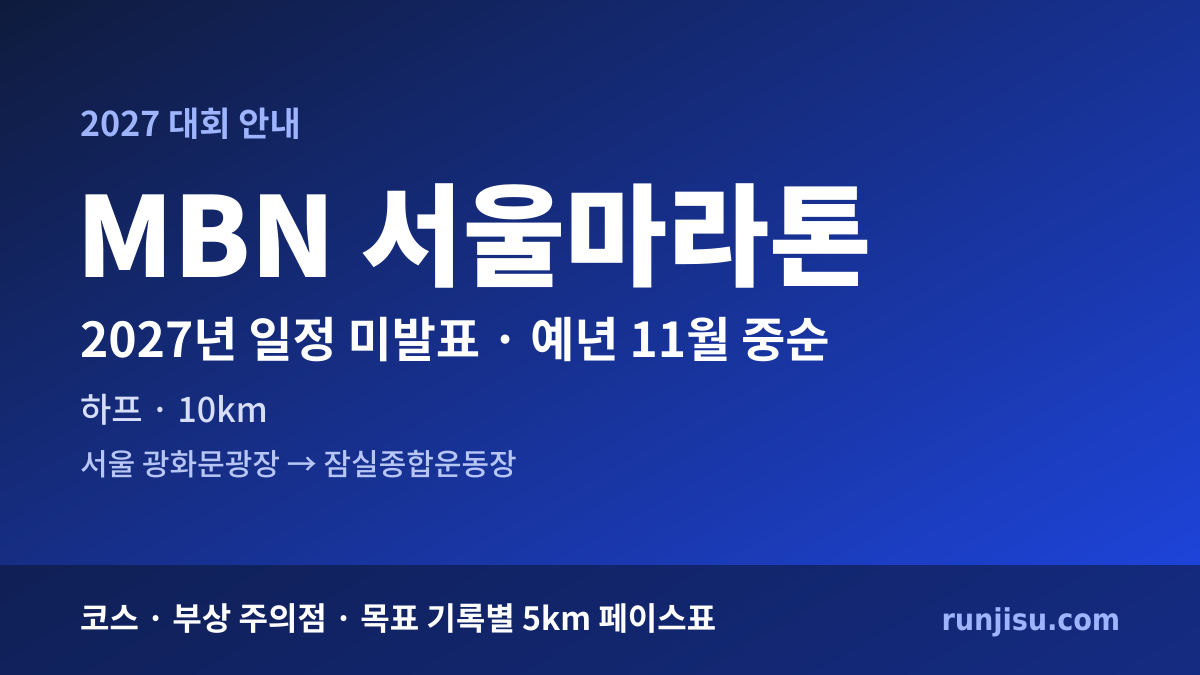 2027 대회 안내
MBN 서울마라톤
2027년 일정 미발표 · 예년 11월 중순
하프 · 10km
서울 광화문광장 → 잠실종합운동장
코스 · 부상 주의점 · 목표 기록별 5km 페이스표
runjisu.com